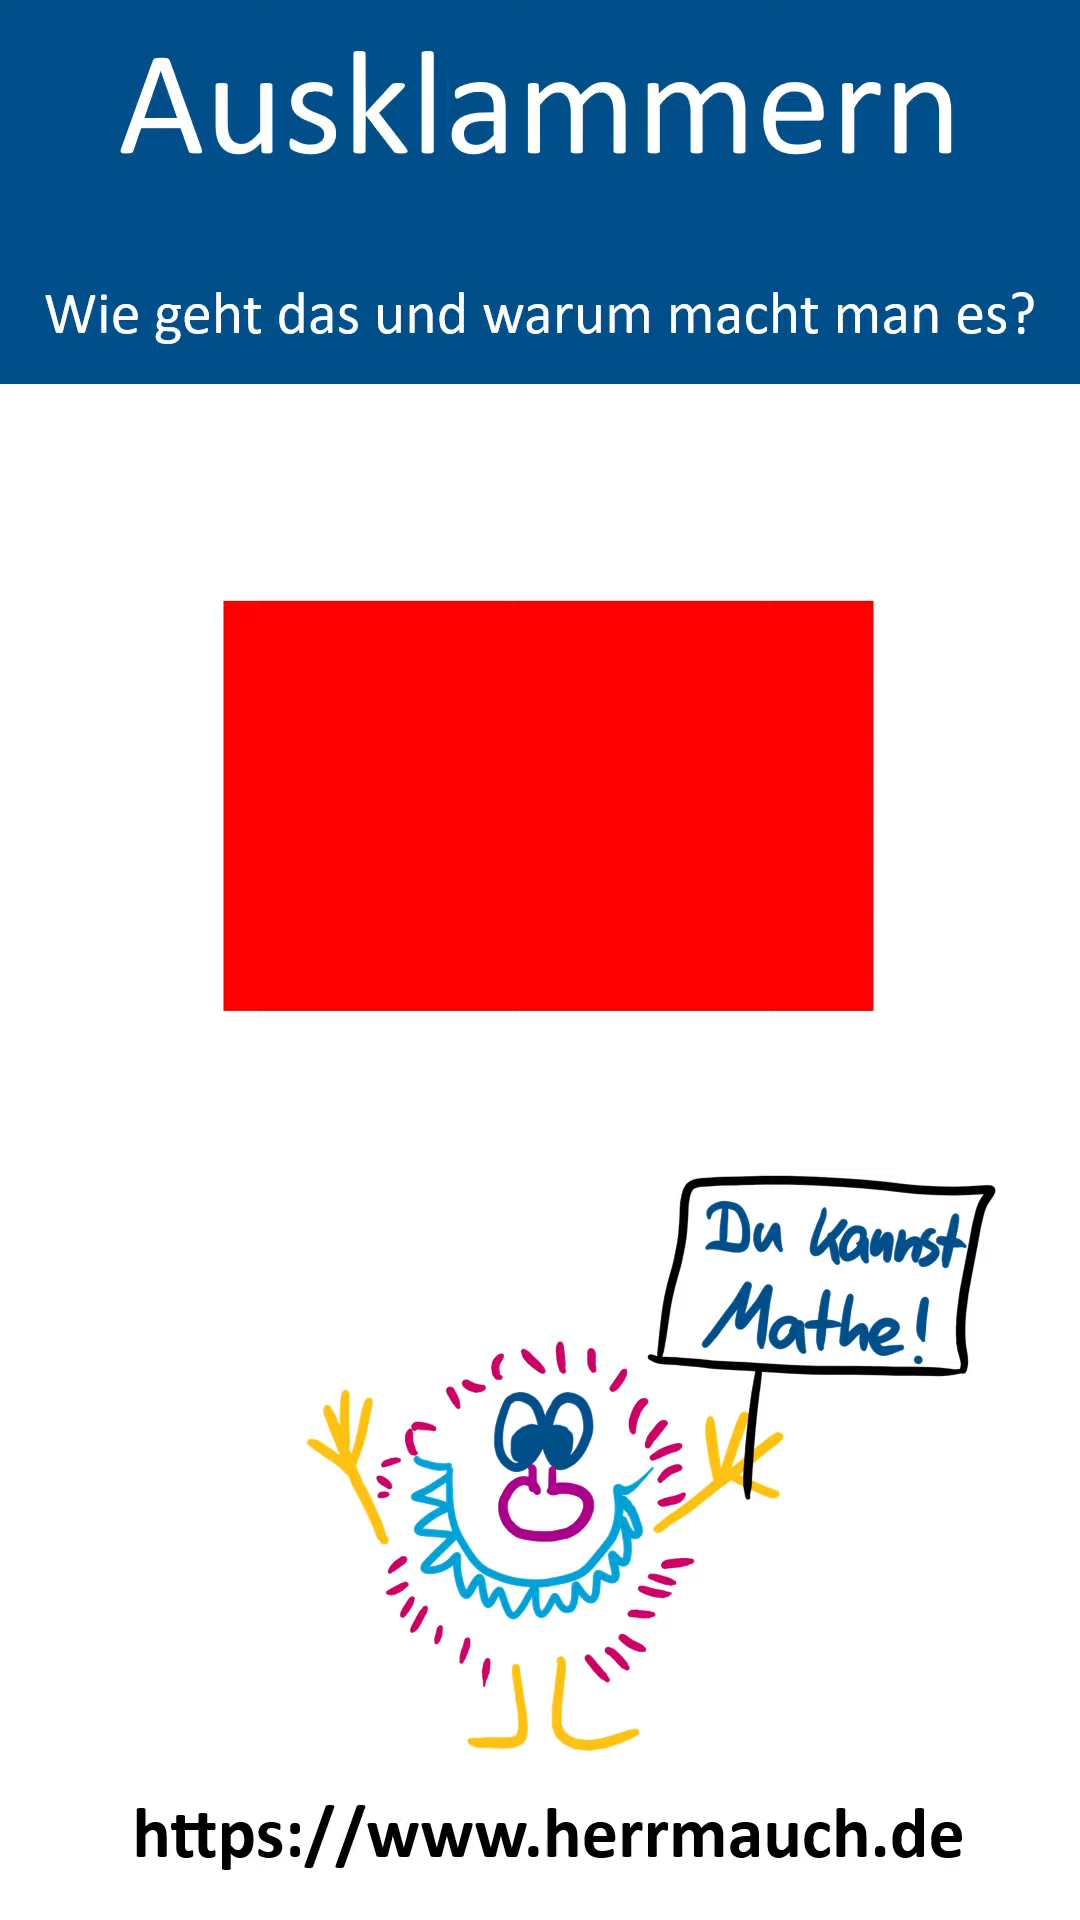 Ausklammern
Wie geht das und warum macht man es?
Du kannst
Mathe!
https://www.herrmauch.de